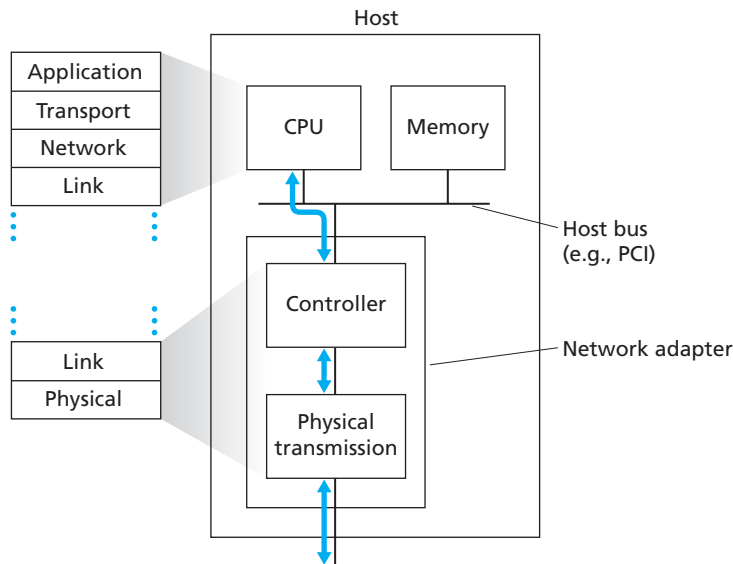 Host
Application
Transport
Network
Link
CPU
Memory
Host bus
(e.g., PCI)
Controller
Link
Physical
Network adapter
Physical
transmission